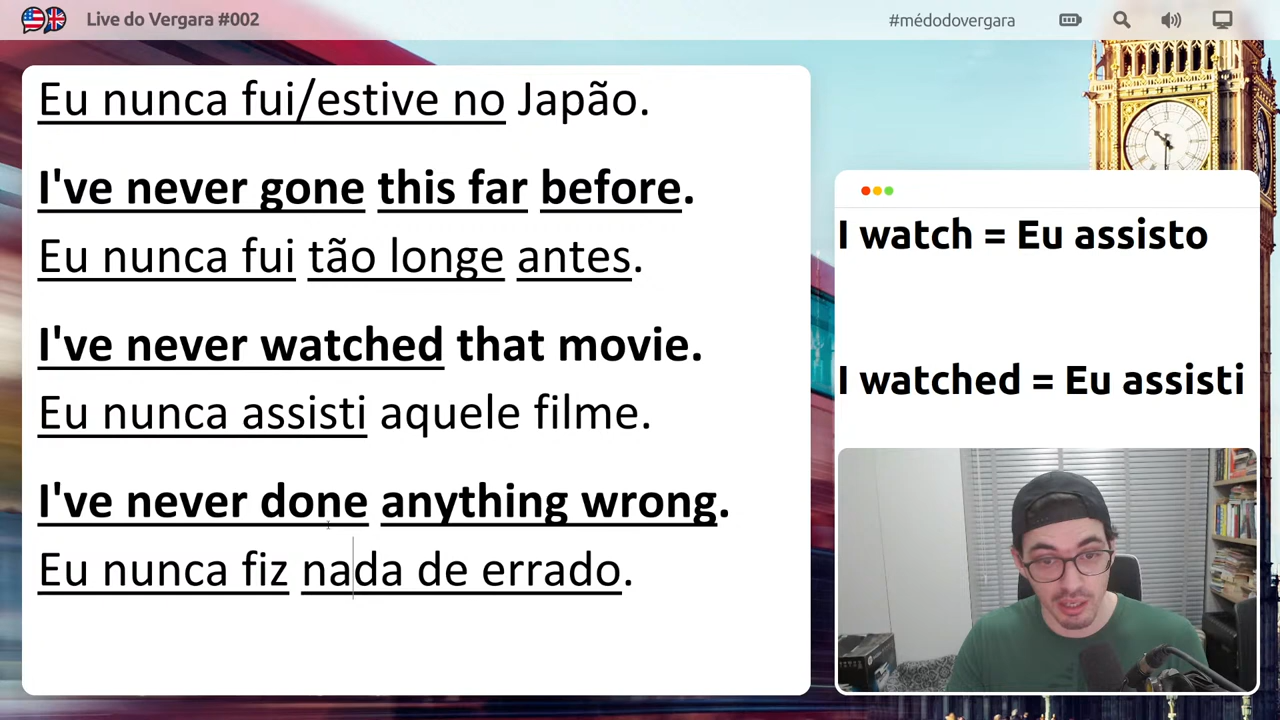 Live do Vergara #002
#médodovergara
Eu nunca fui/estive no Japão.
I've never gone this far before.
Eu nunca fui tão longe antes.
I've never watched that movie.
Eu nunca assisti aquele filme.
I've never done anything wrong.
Eu nunca fiz nada de errado.
I watch = Eu assisto
I watched = Eu assisti